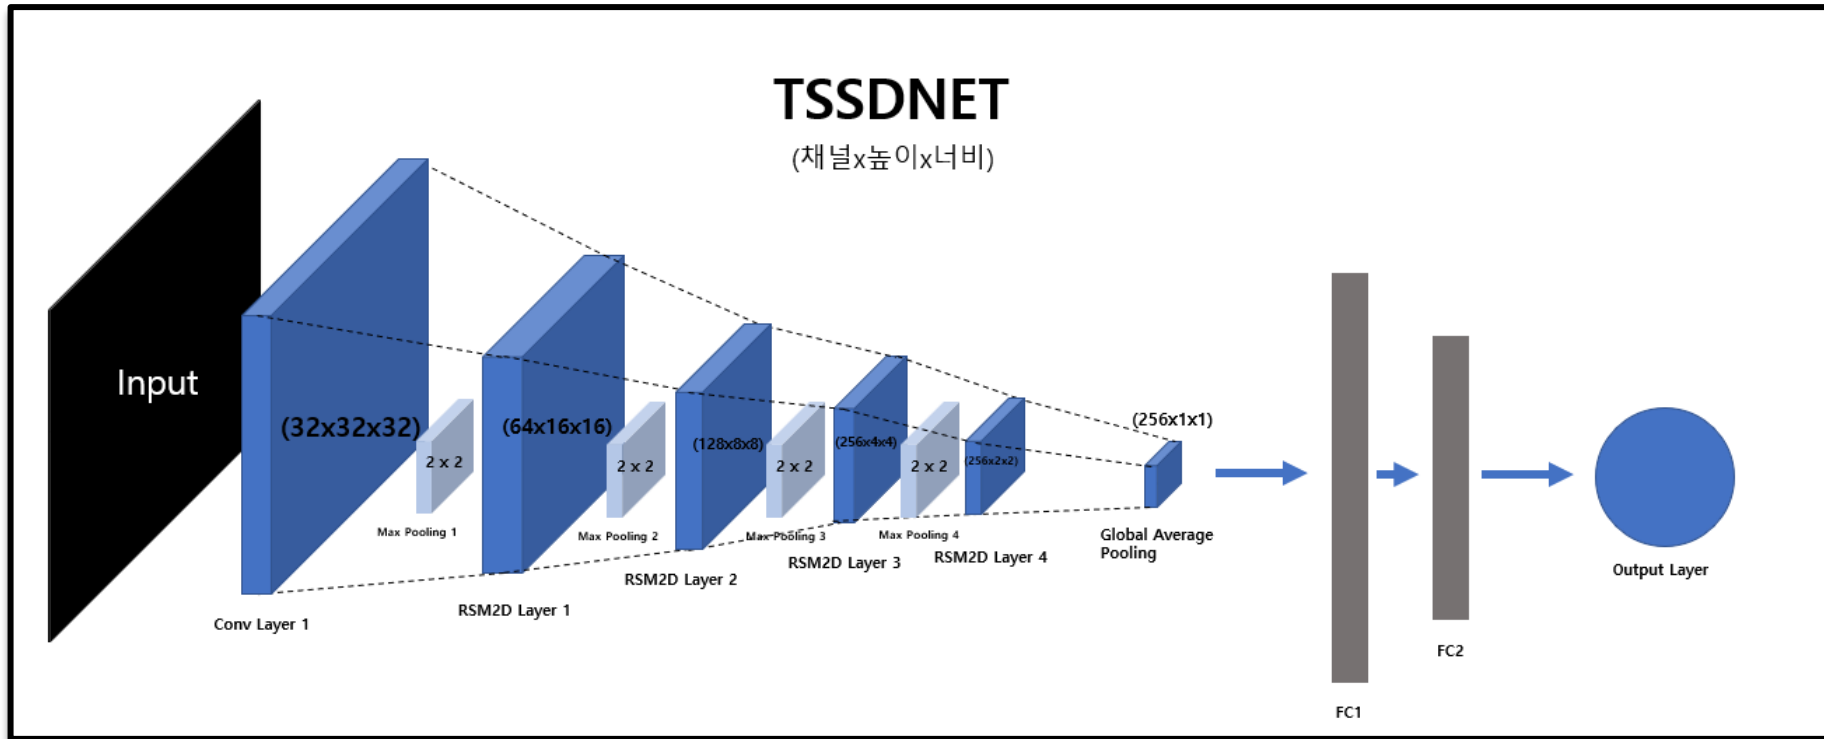 TSSDNET
(채널x높이x너비)
Input
(32x32x32)
2 x 2
(64x16x16)
2 x 2
(128x8x8)
2 x 2
(256x4x4)
2 x 2
(256x2x2)
(256x1x1)
Max Pooling 1
Max Pooling 2
Max Pooling 3
Max Pooling 4
Conv Layer 1
RSM2D Layer 1
RSM2D Layer 2
RSM2D Layer 3
RSM2D Layer 4
Global Average
Pooling
FC1
FC2
Output Layer